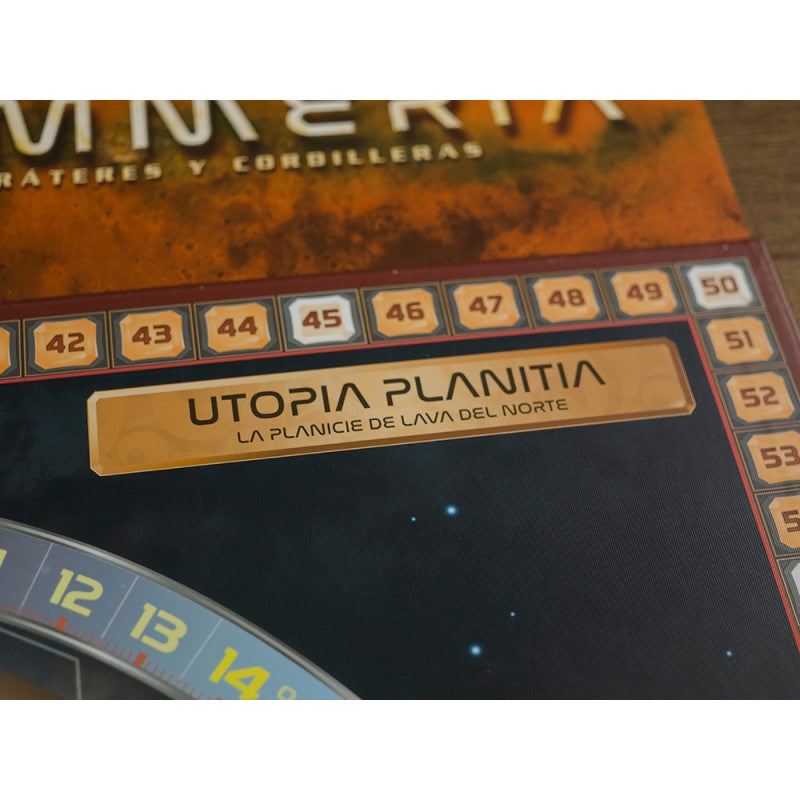 MMERIA
RÁTERES Y CORDILLERAS
42 43 44 45 46 47 48 49 50
51
52
53
UTOPIA PLANITIA
LA PLANICIE DE LAVA DEL NORTE
12 13 14°